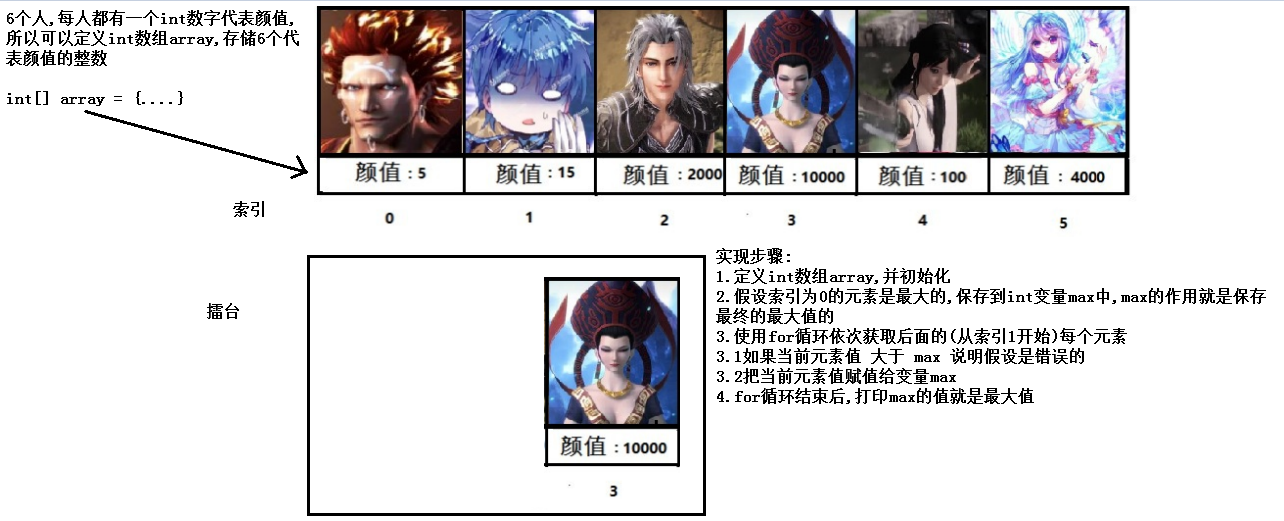 6个人,每人都有一个int数字代表颜值,
所以可以定义int数组array,存储6个代
表颜值的整数
int[] array = {....}
颜值：5
颜值：15
颜值：2000
颜值：10000
颜值：100
颜值：4000
索引
0
1
2
3
4
5
擂台
颜值：10000
3
实现步骤:
1.定义int数组array,并初始化
2.假设索引为0的元素是最大的,保存到int变量max中,max的作用就是保存
最终的最大值的
3.使用for循环依次获取后面的(从索引1开始)每个元素
3.1如果当前元素值 大于 max 说明假设是错误的
3.2把当前元素值赋值给变量max
4.for循环结束后,打印max的值就是最大值